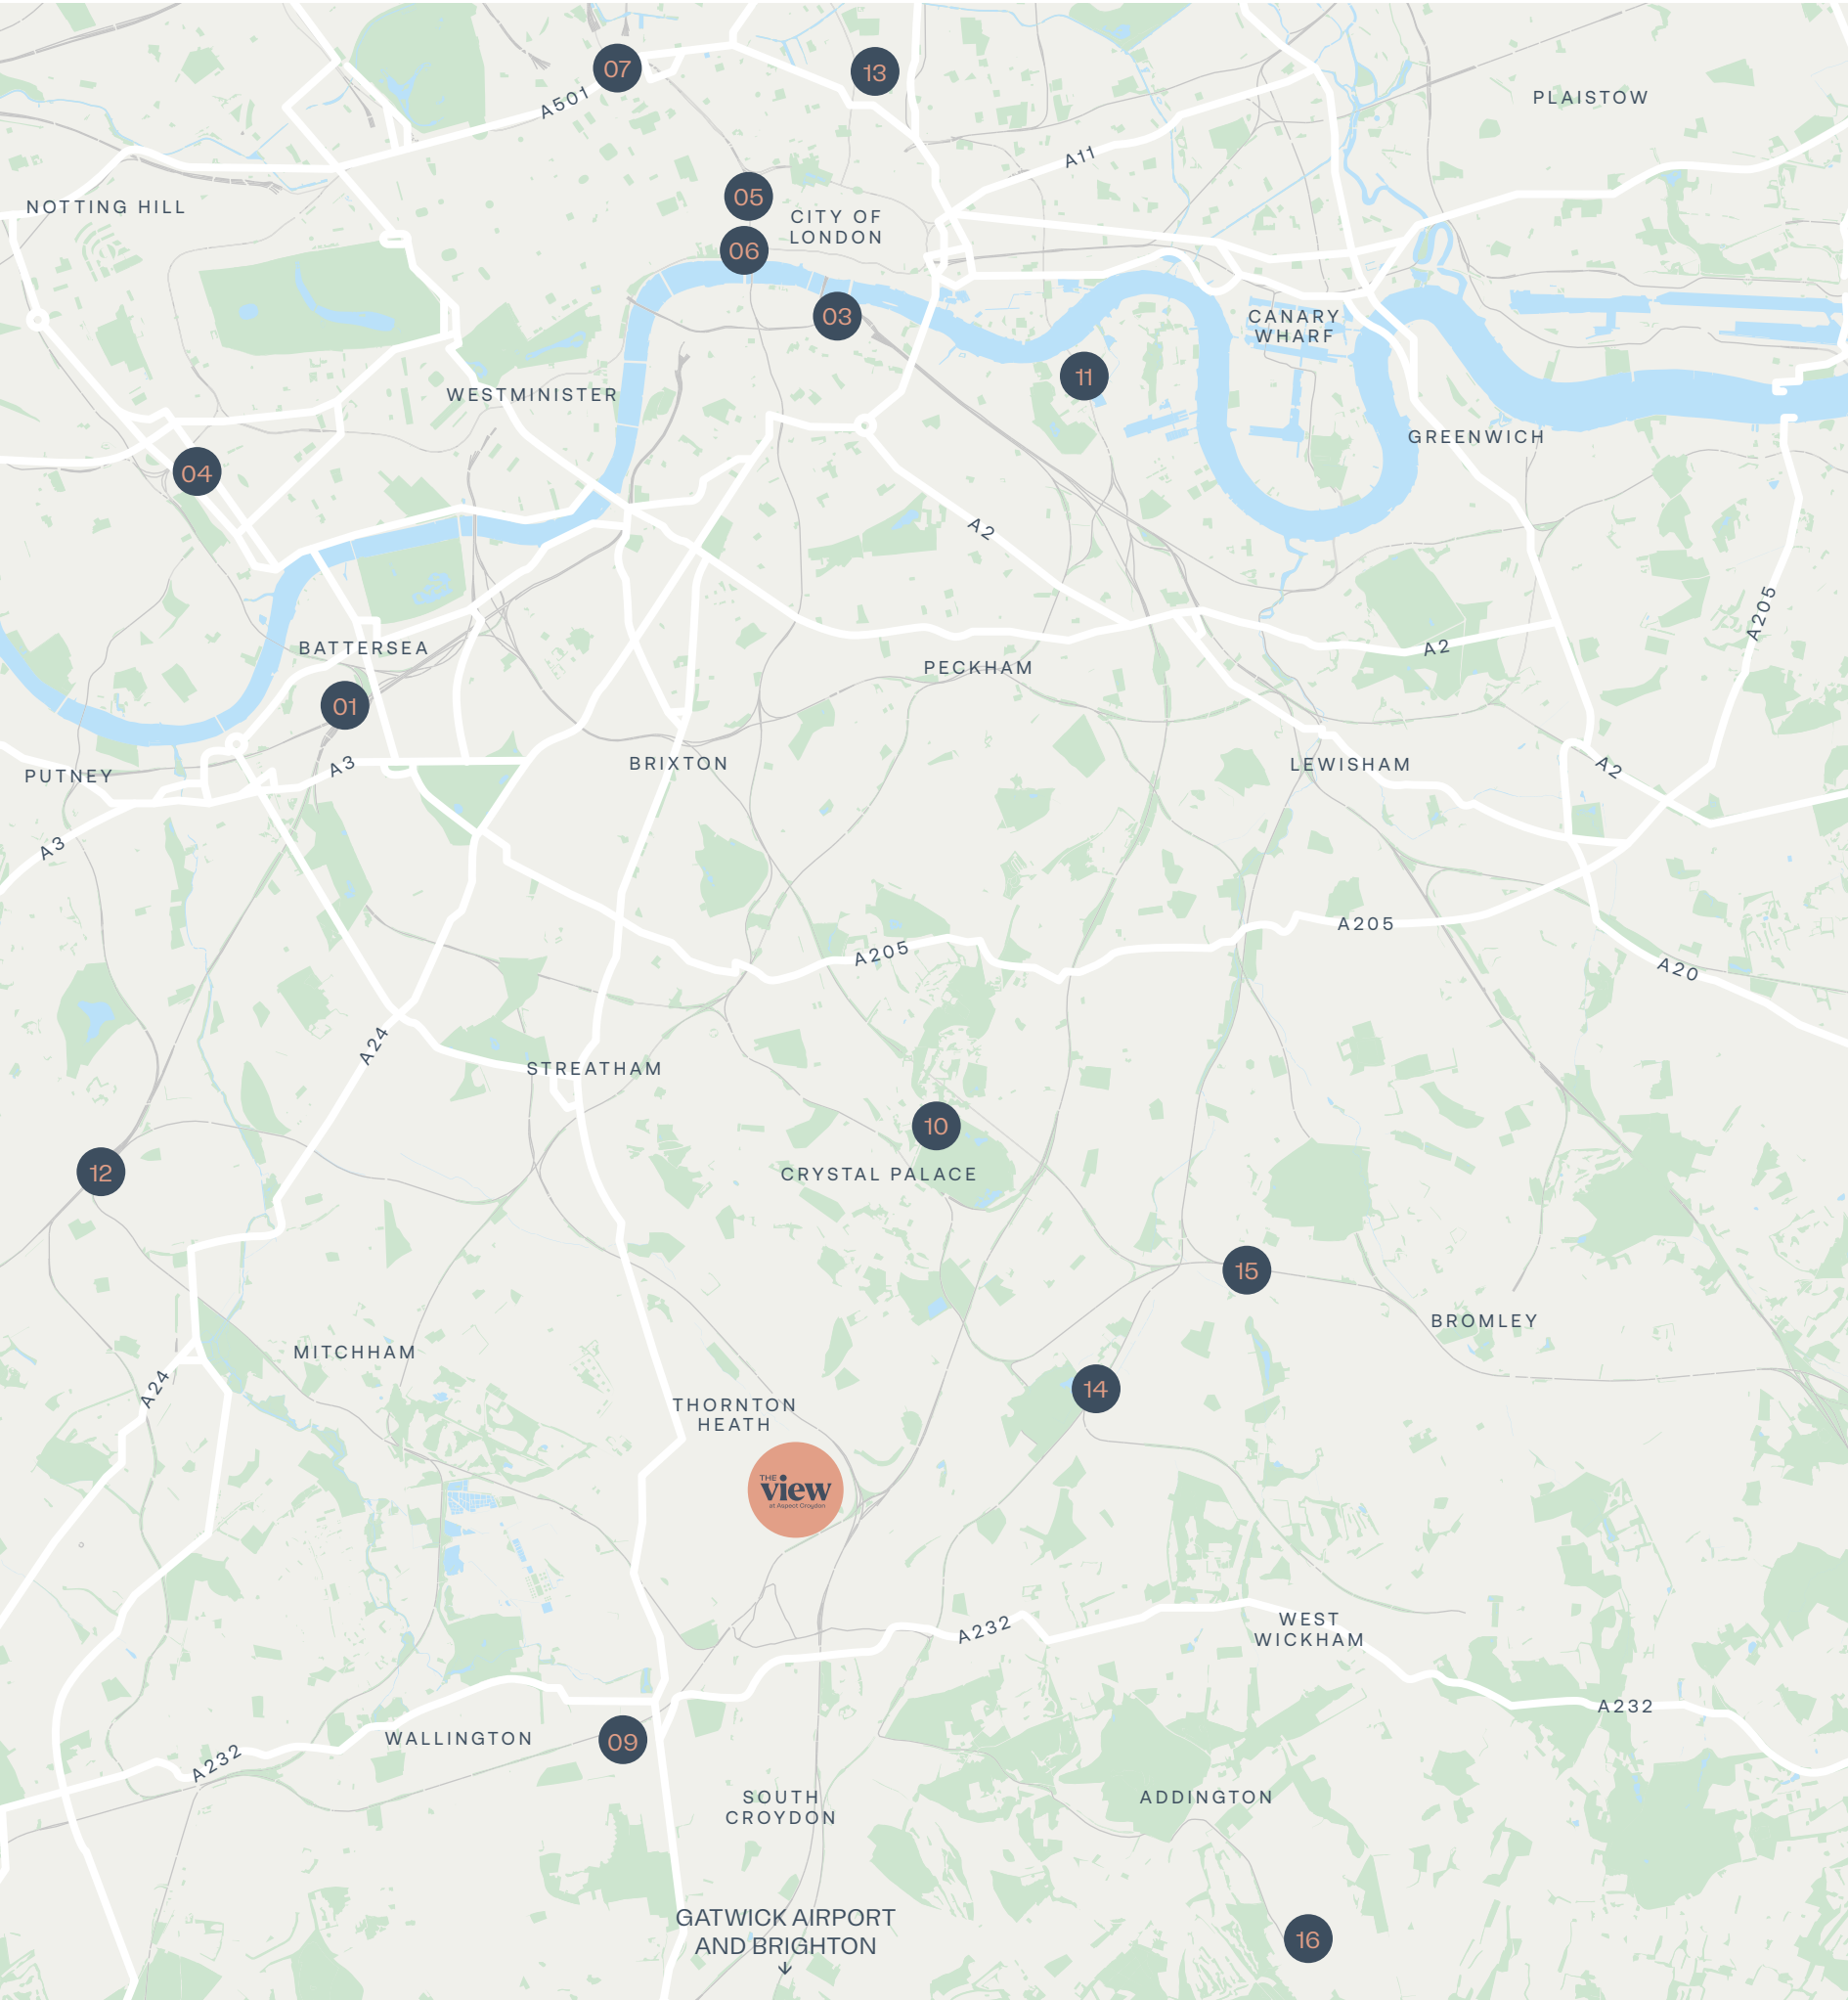 07
13
A501
PLAISTOW
A11
05
NOTTING HILL
CITY OF
LONDON
06
03
CANARY
WHARF
11
WESTMINISTER
GREENWICH
04
A2
A205
BATTERSEA
A2
PECKHAM
01
A3
BRIXTON
LEWISHAM
A2
PUTNEY
A3
A205
A205
A20
A24
STREATHAM
10
12
CRYSTAL PALACE
15
BROMLEY
MITCHHAM
A24
14
THORNTON
HEATH
THE
view
at Aspect Croydon
A232
WEST
WICKHAM
A232
WALLINGTON
09
A232
SOUTH
CROYDON
ADDINGTON
GATWICK AIRPORT
AND BRIGHTON
↓
16